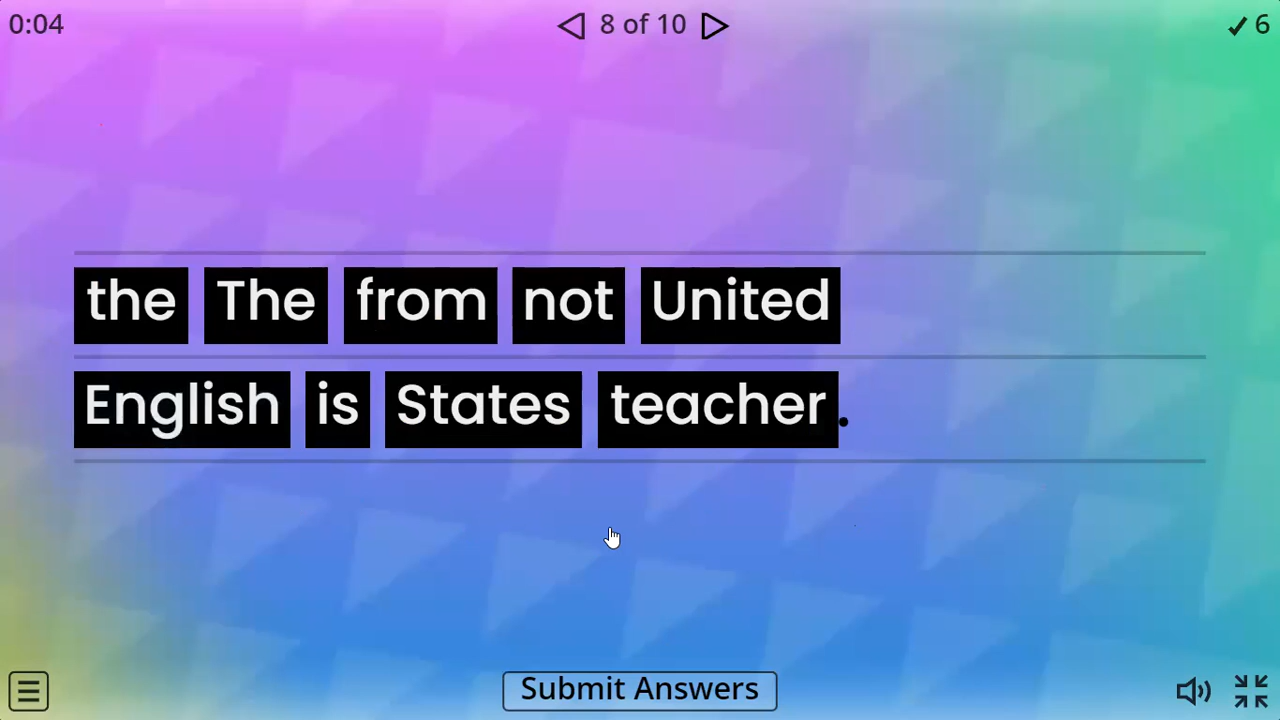 0:04 8 of 10 ✓ 6
the The from not United
English is States teacher.
Submit Answers